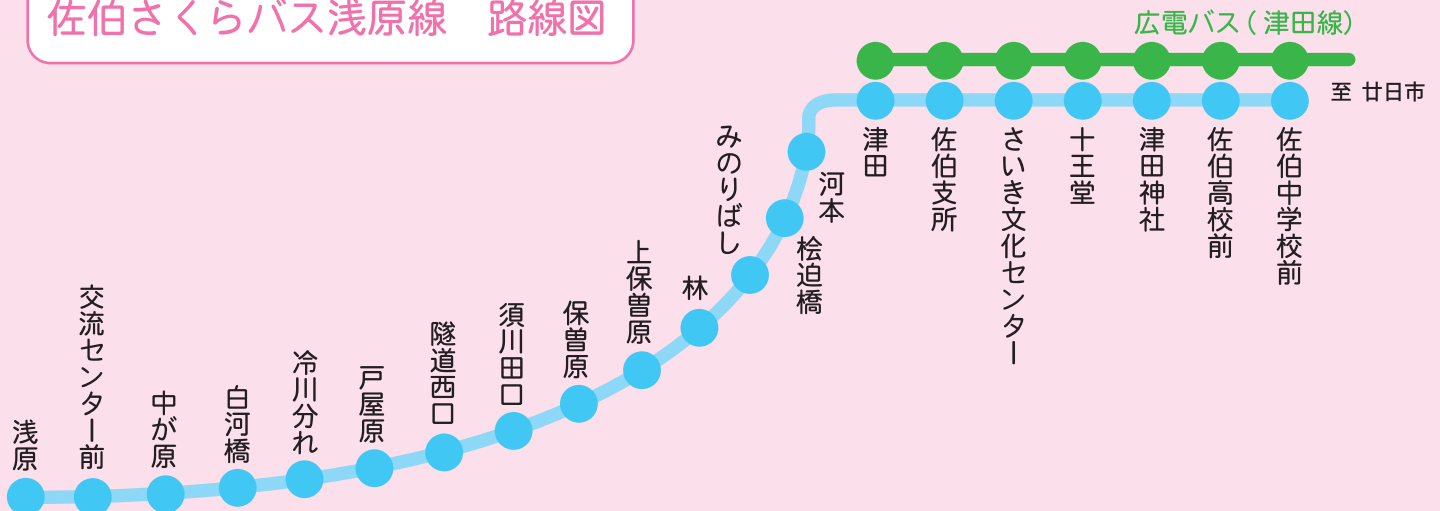 佐伯さくらバス浅原線　路線図
広電バス(津田線)
至 廿日市
浅原
交流センター前
中が原
白河橋
冷川分れ
戸屋原
隧道西口
須川田口
保曽原
上保曽原
林
みのりばし
桧迫橋
河本
津田
佐伯支所
さいき文化センター
十王堂
津田神社
佐伯高校前
佐伯中学校前